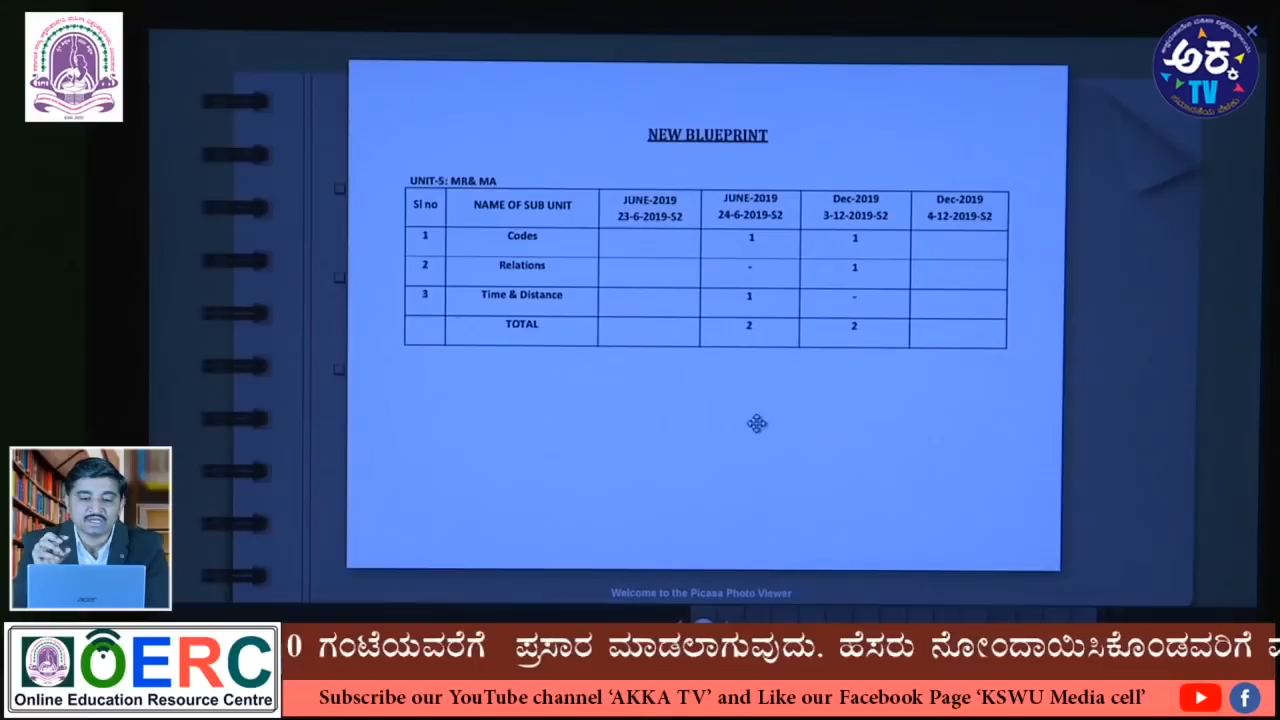 ಅಕ್ಕ
TV
NEW BLUEPRINT
UNIT-5: MR& MA
Sl no NAME OF SUB UNIT JUNE-2019 23-6-2019-S2 JUNE-2019 24-6-2019-S2 Dec-2019 3-12-2019-S2 Dec-2019 4-12-2019-S2
1 Codes 1 1
2 Relations - 1
3 Time & Distance 1 -
TOTAL 2 2
Welcome to the Picasa Photo Viewer
acer
OERC
Online Education Resource Centre
0 ಗಂಟೆಯವರೆಗೆ ಪ್ರಸಾರ ಮಾಡಲಾಗುವುದು. ಹೆಸರು ನೋಂದಾಯಿಸಿಕೊಂಡವರಿಗೆ
Subscribe our YouTube channel ‘AKKA TV’ and Like our Facebook Page ‘KSWU Media cell’